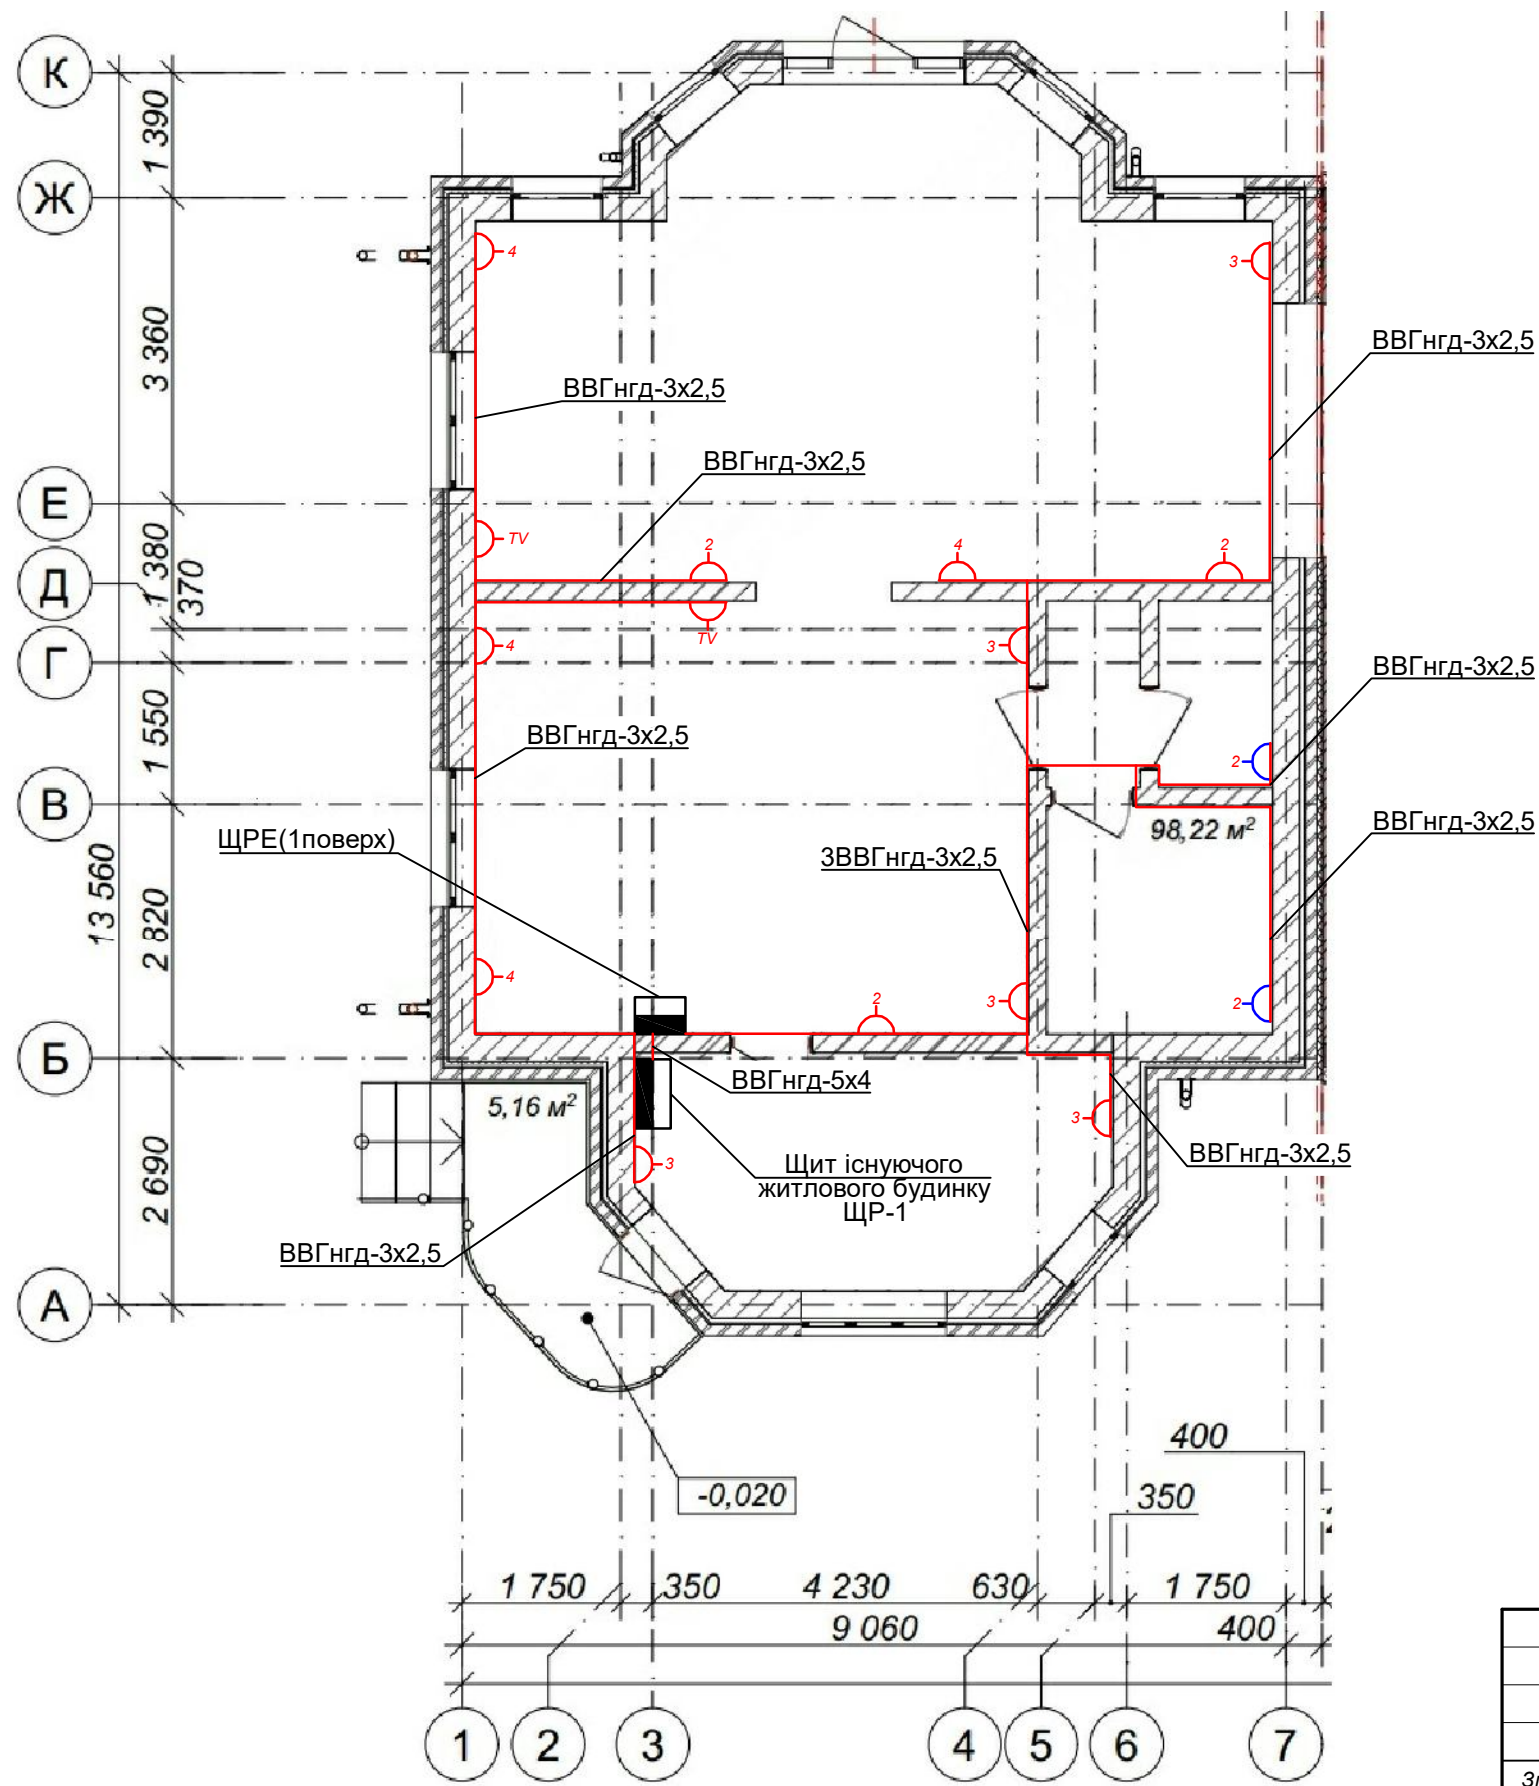 К
1 390
Ж
4
3
3 360
ВВГнгд-3х2,5
ВВГнгд-3х2,5
ВВГнгд-3х2,5
Е
TV
2
4
2
1 380
Д
370
TV
4
3
Г
ВВГнгд-3х2,5
1 550
ВВГнгд-3х2,5
2
В
98,22 м²
ВВГнгд-3х2,5
ЩРЕ(1поверх)
3ВВГнгд-3х2,5
13 560
2 820
4
3
2
2
Б
ВВГнгд-5х4
5,16 м²
3
ВВГнгд-3х2,5
3
Щит існуючого
житлового будинку
ЩР-1
2 690
ВВГнгд-3х2,5
А
-0,020
400
350
1 750
350
4 230
630
1 750
9 060
400
1
2
3
4
5
6
7